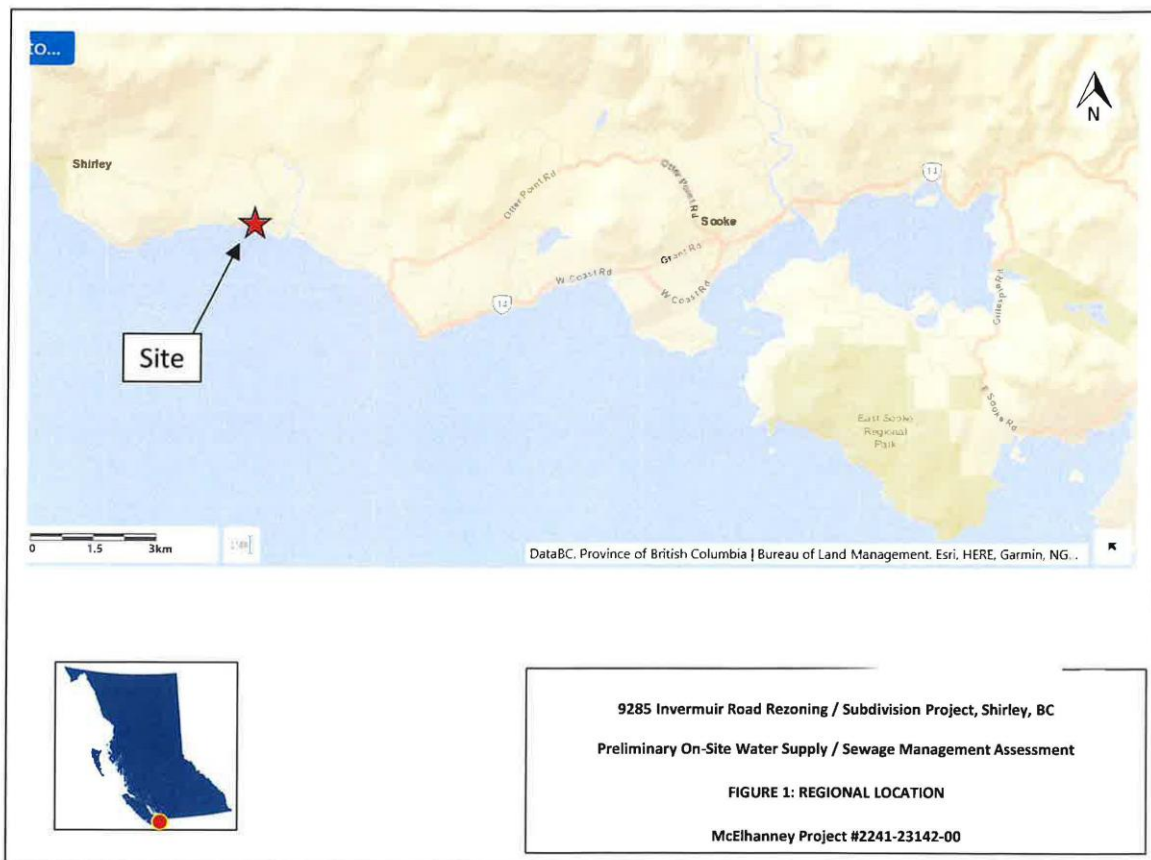 to...
N
Shirley
Otter Point Rd
Otter Point Rd
Sooke
Grant Rd
W Coast Rd
W Coast Rd
14
14
Gillespie Rd
E Sooke Rd
East Sooke
Regional
Park
Site
0 1.5 3km
DataBC, Province of British Columbia | Bureau of Land Management, Esri, HERE, Garmin, NG...
9285 Invermuir Road Rezoning / Subdivision Project, Shirley, BC
Preliminary On-Site Water Supply / Sewage Management Assessment
FIGURE 1: REGIONAL LOCATION
McElhanney Project #2241-23142-00